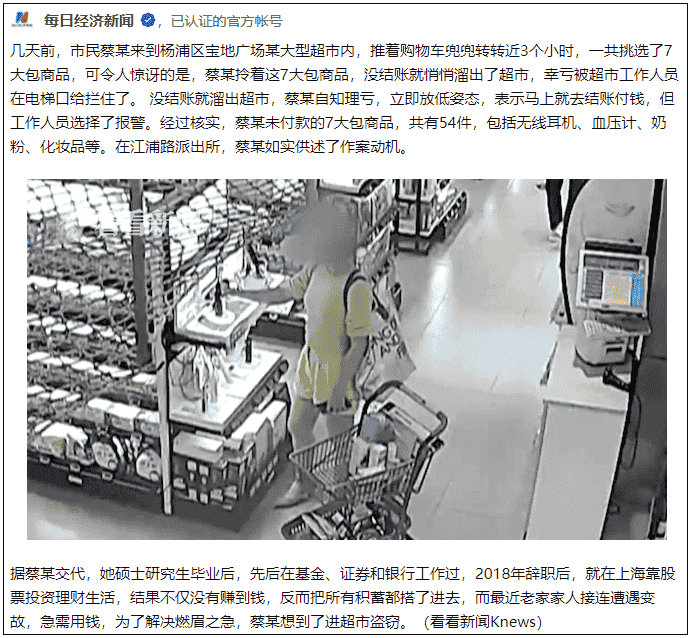 每日经济新闻 ，已认证的官方帐号
几天前，市民蔡某来到杨浦区宝地广场某大型超市内，推着购物车兜兜转转近3个小时，一共挑选了7
大包商品，可令人惊讶的是，蔡某拎着这7大包商品，没结账就悄悄溜出了超市，幸亏被超市工作人员
在电梯口给拦住了。 没结账就溜出超市，蔡某自知理亏，立即放低姿态，表示马上就去结账付钱，但
工作人员选择了报警。经过核实，蔡某未付款的7大包商品，共有54件，包括无线耳机、血压计、奶
粉、化妆品等。在江浦路派出所，蔡某如实供述了作案动机。
看看新闻
据蔡某交代，她硕士研究生毕业后，先后在基金、证券和银行工作过，2018年辞职后，就在上海靠股
票投资理财生活，结果不仅没有赚到钱，反而把所有积蓄都搭了进去，而最近老家家人接连遭遇变
故，急需用钱，为了解决燃眉之急，蔡某想到了进超市盗窃。（看看新闻Knews）